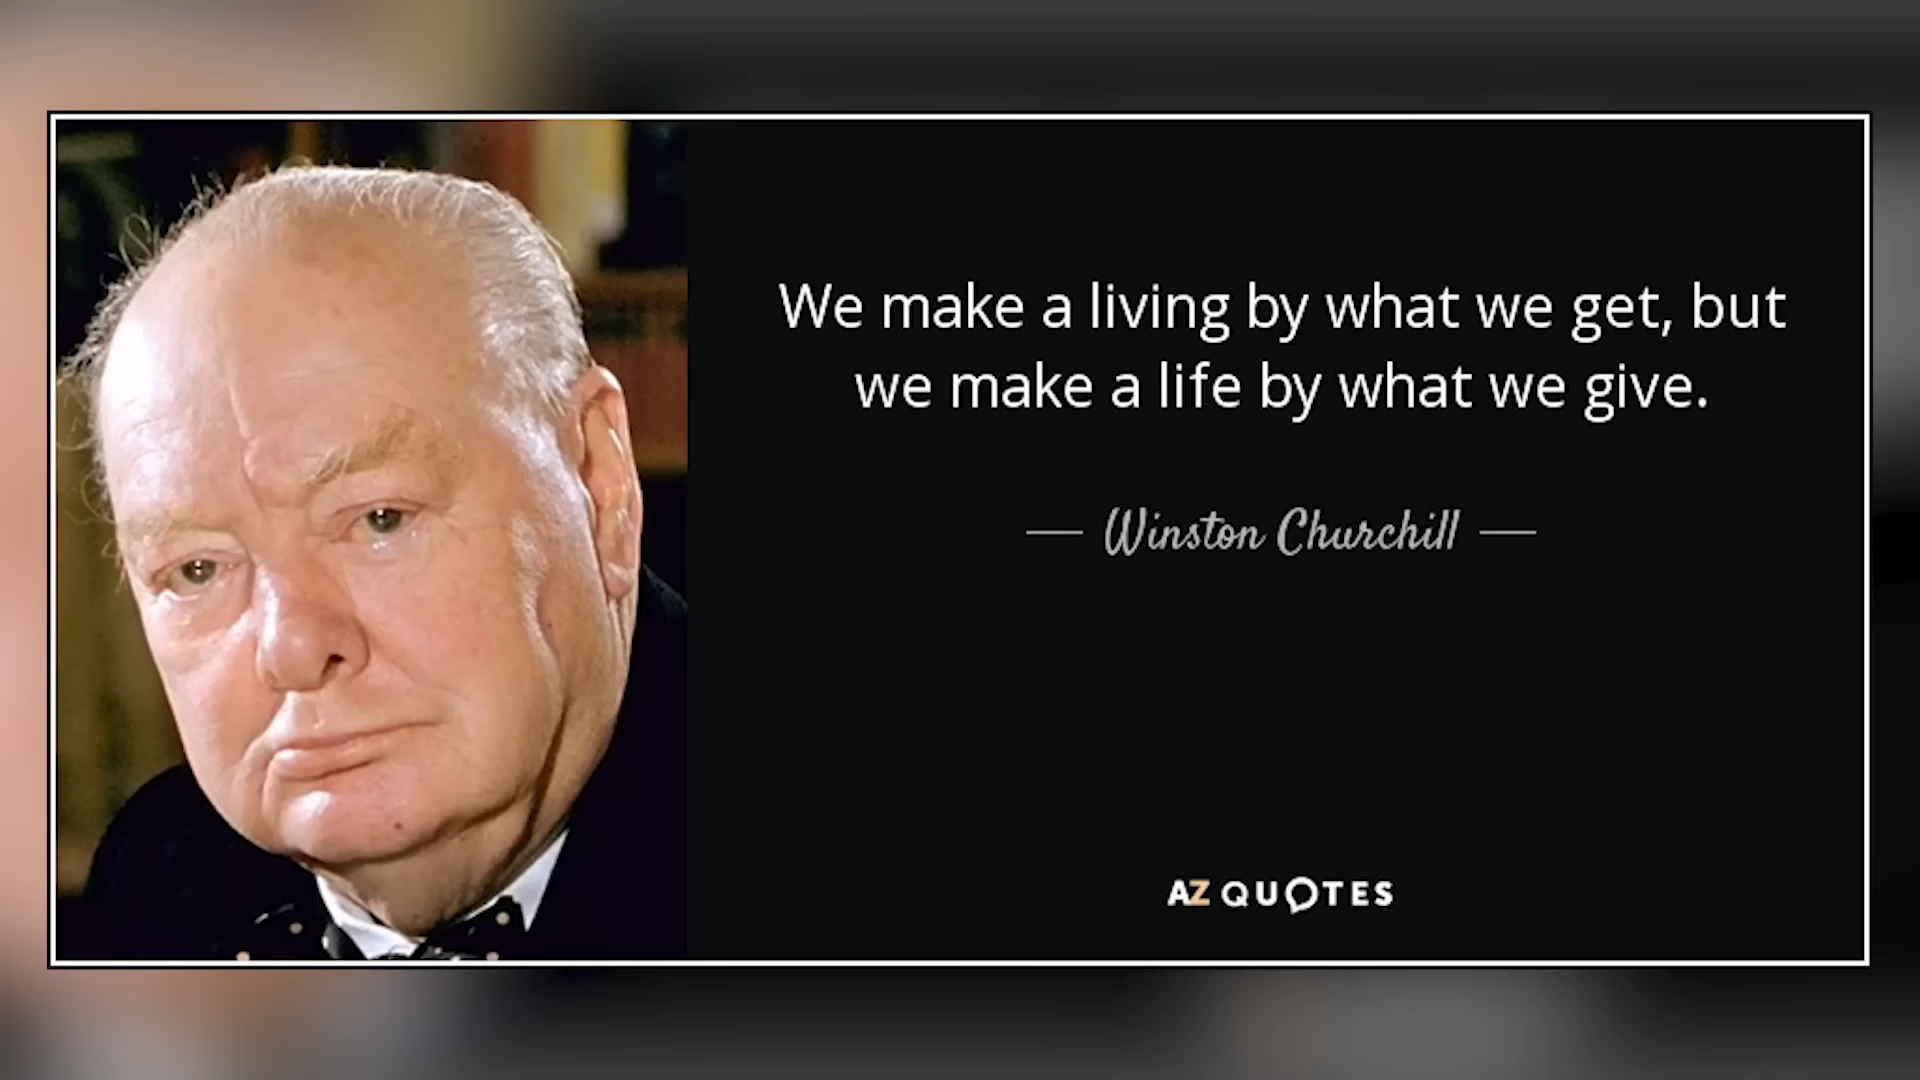 We make a living by what we get, but
we make a life by what we give.
— Winston Churchill —
AZ QUOTES